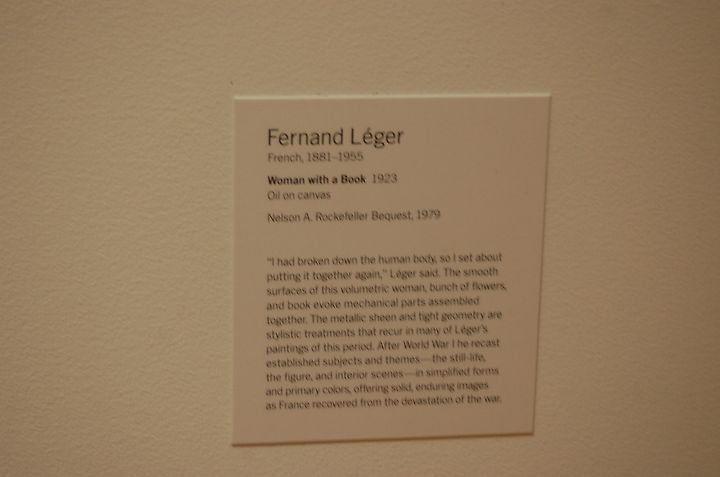 Fernand Léger
French, 1881–1955
Woman with a Book 1923
Oil on canvas
Nelson A. Rockefeller Bequest, 1979
"I had broken down the human body, so I set about
putting it together again," Léger said. The smooth
surfaces of this volumetric woman, bunch of flowers,
and book evoke mechanical parts assembled
together. The metallic sheen and tight geometry are
stylistic treatments that recur in many of Léger's
paintings of this period. After World War I he recast
established subjects and themes—the still-life,
the figure, and interior scenes—in simplified forms
and primary colors, offering solid, enduring images
as France recovered from the devastation of the war.